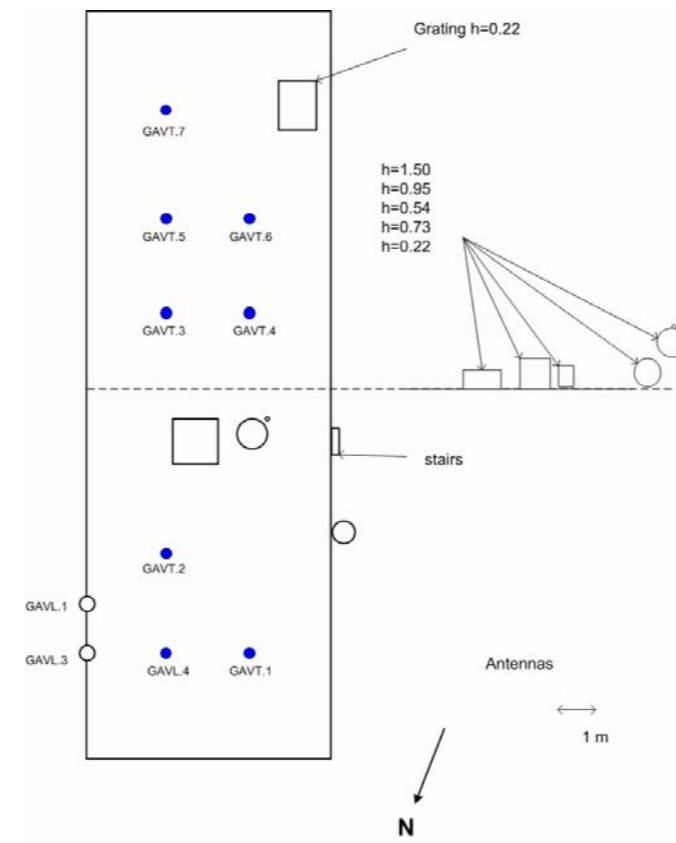 Grating h=0.22
GAVT.7
h=1.50
h=0.95
h=0.54
h=0.73
h=0.22
GAVT.5
GAVT.6
GAVT.3
GAVT.4
stairs
GAVT.2
GAVL.1
GAVL.3
GAVL.4
GAVT.1
Antennas
1 m
N